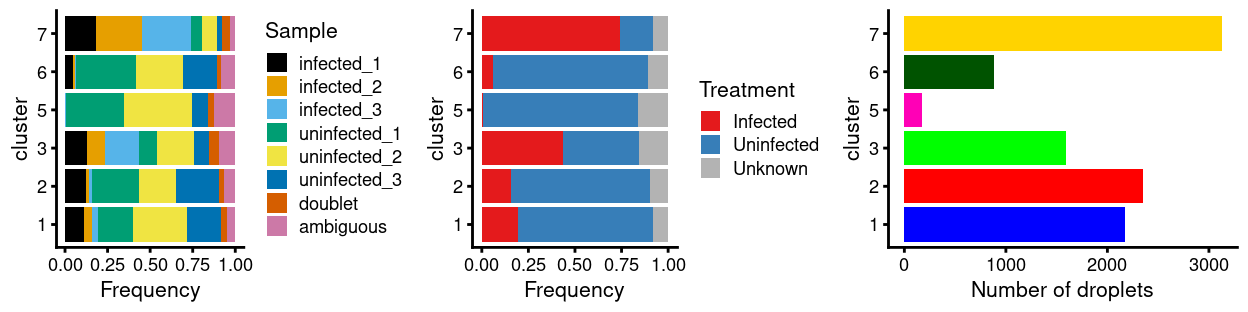 cluster
7
6
5
3
2
1
0.00 0.25 0.50 0.75 1.00
Frequency
Sample
infected_1
infected_2
infected_3
uninfected_1
uninfected_2
uninfected_3
doublet
ambiguous
cluster
7
6
5
3
2
1
0.00 0.25 0.50 0.75 1.00
Frequency
Treatment
Infected
Uninfected
Unknown
cluster
7
6
5
3
2
1
0 1000 2000 3000
Number of droplets